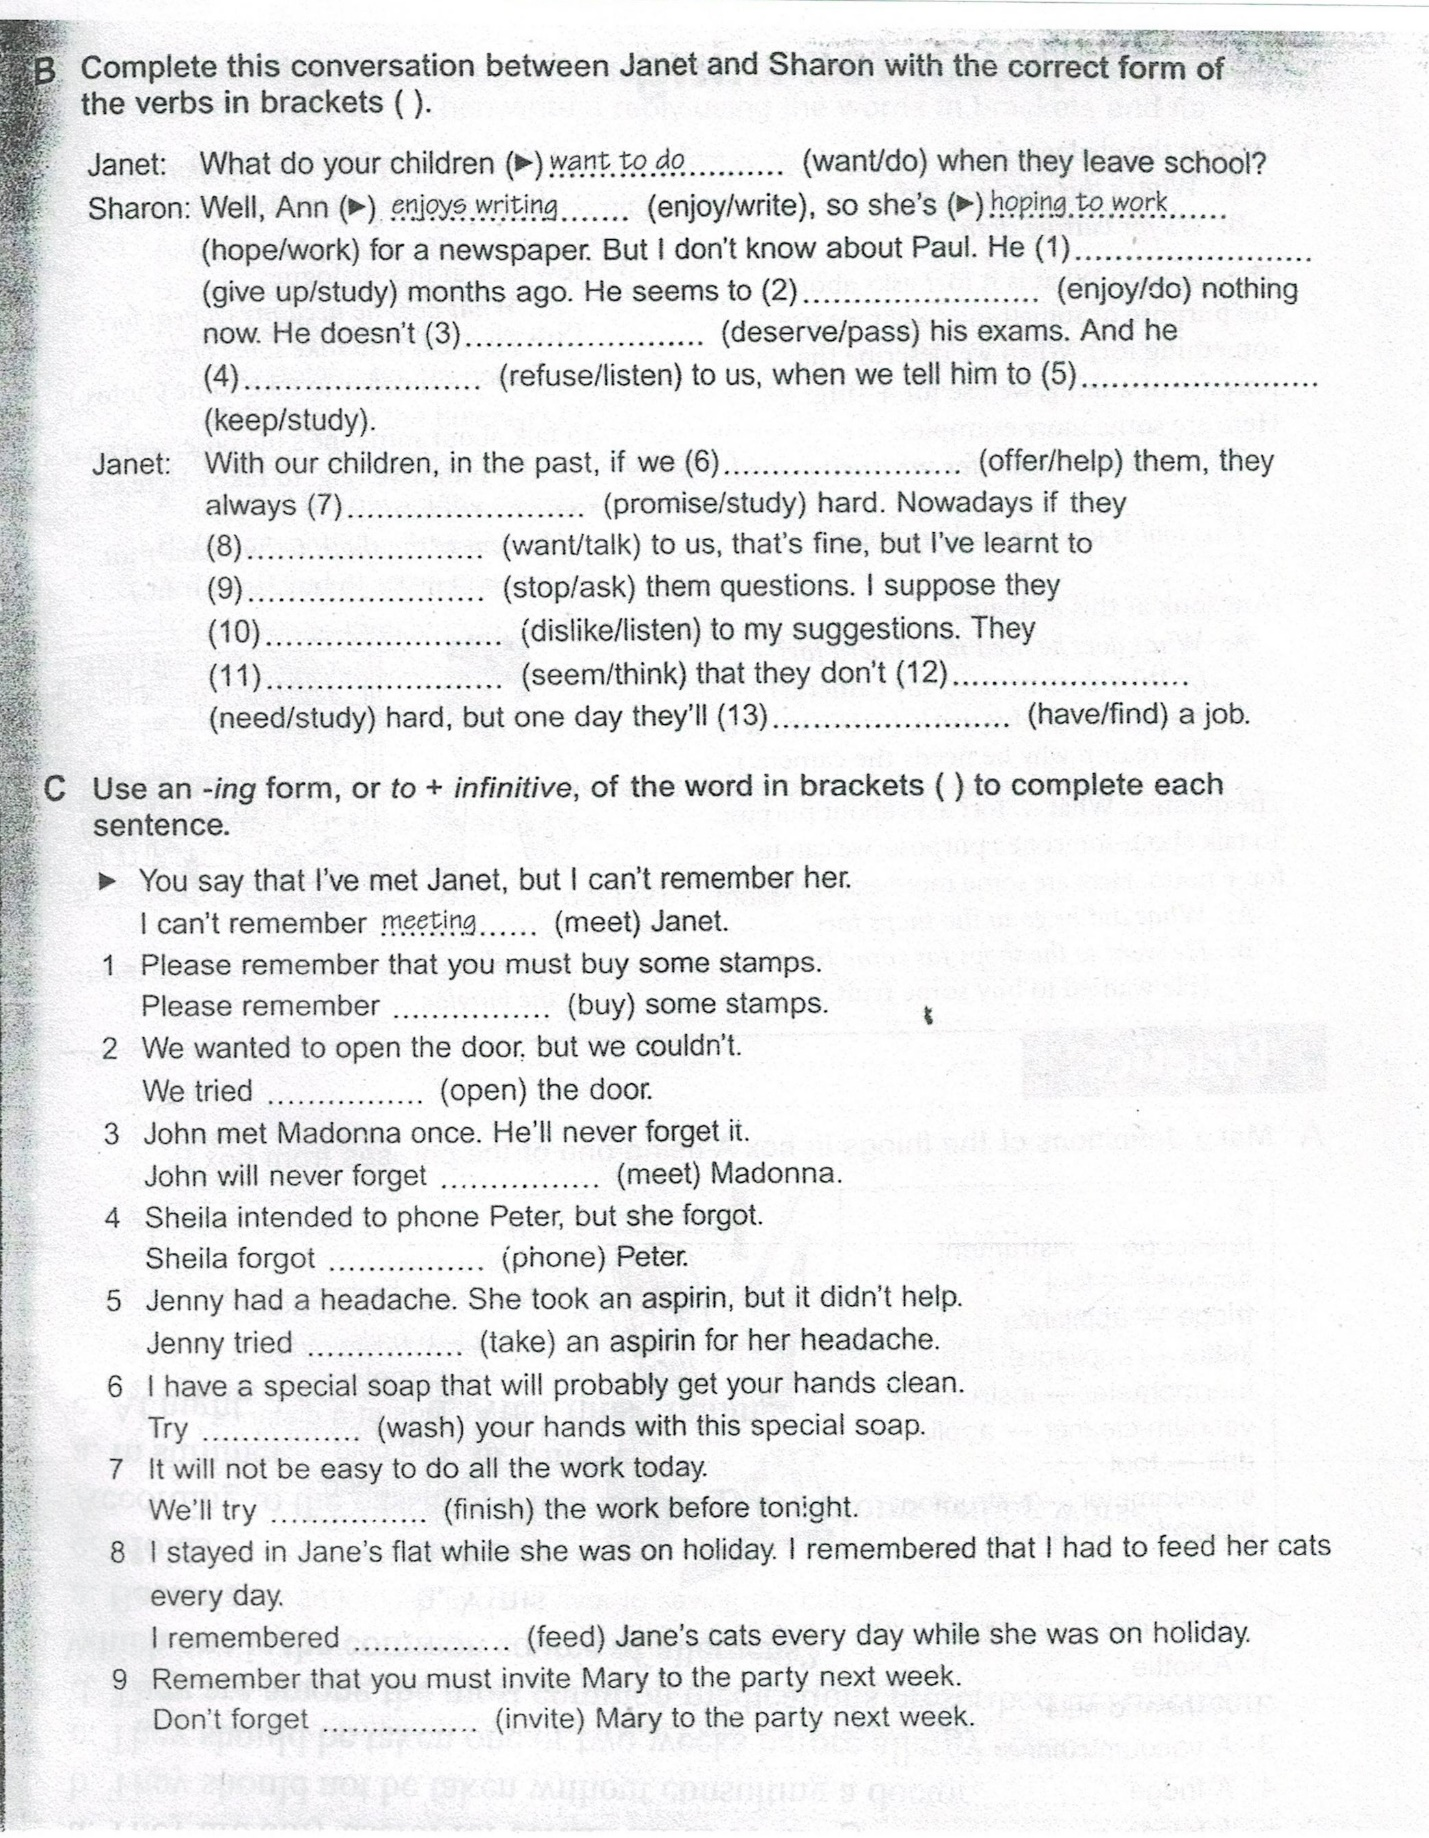 B Complete this conversation between Janet and Sharon with the correct form of
the verbs in brackets ( ).
Janet: What do your children (►) want to do.......... (want/do) when they leave school?
Sharon: Well, Ann (►) enjoys writing....... (enjoy/write), so she's (►) hoping to work......
(hope/work) for a newspaper. But I don't know about Paul. He (1)........................
(give up/study) months ago. He seems to (2)........................ (enjoy/do) nothing
now. He doesn't (3)........................ (deserve/pass) his exams. And he
(4)........................ (refuse/listen) to us, when we tell him to (5)........................
(keep/study).
Janet: With our children, in the past, if we (6)........................ (offer/help) them, they
always (7)........................ (promise/study) hard. Nowadays if they
(8)........................ (want/talk) to us, that's fine, but I've learnt to
(9)........................ (stop/ask) them questions. I suppose they
(10)........................ (dislike/listen) to my suggestions. They
(11)........................ (seem/think) that they don't (12)........................
(need/study) hard, but one day they'll (13)........................ (have/find) a job.
C Use an -ing form, or to + infinitive, of the word in brackets ( ) to complete each
sentence.
► You say that I've met Janet, but I can't remember her.
I can't remember meeting...... (meet) Janet.
1 Please remember that you must buy some stamps.
Please remember ................ (buy) some stamps.
2 We wanted to open the door, but we couldn't.
We tried ................ (open) the door.
3 John met Madonna once. He'll never forget it.
John will never forget ................ (meet) Madonna.
4 Sheila intended to phone Peter, but she forgot.
Sheila forgot ................ (phone) Peter.
5 Jenny had a headache. She took an aspirin, but it didn't help.
Jenny tried ................ (take) an aspirin for her headache.
6 I have a special soap that will probably get your hands clean.
Try ................ (wash) your hands with this special soap.
7 It will not be easy to do all the work today.
We'll try ................ (finish) the work before tonight.
8 I stayed in Jane's flat while she was on holiday. I remembered that I had to feed her cats
every day.
I remembered ................ (feed) Jane's cats every day while she was on holiday.
9 Remember that you must invite Mary to the party next week.
Don't forget ................ (invite) Mary to the party next week.